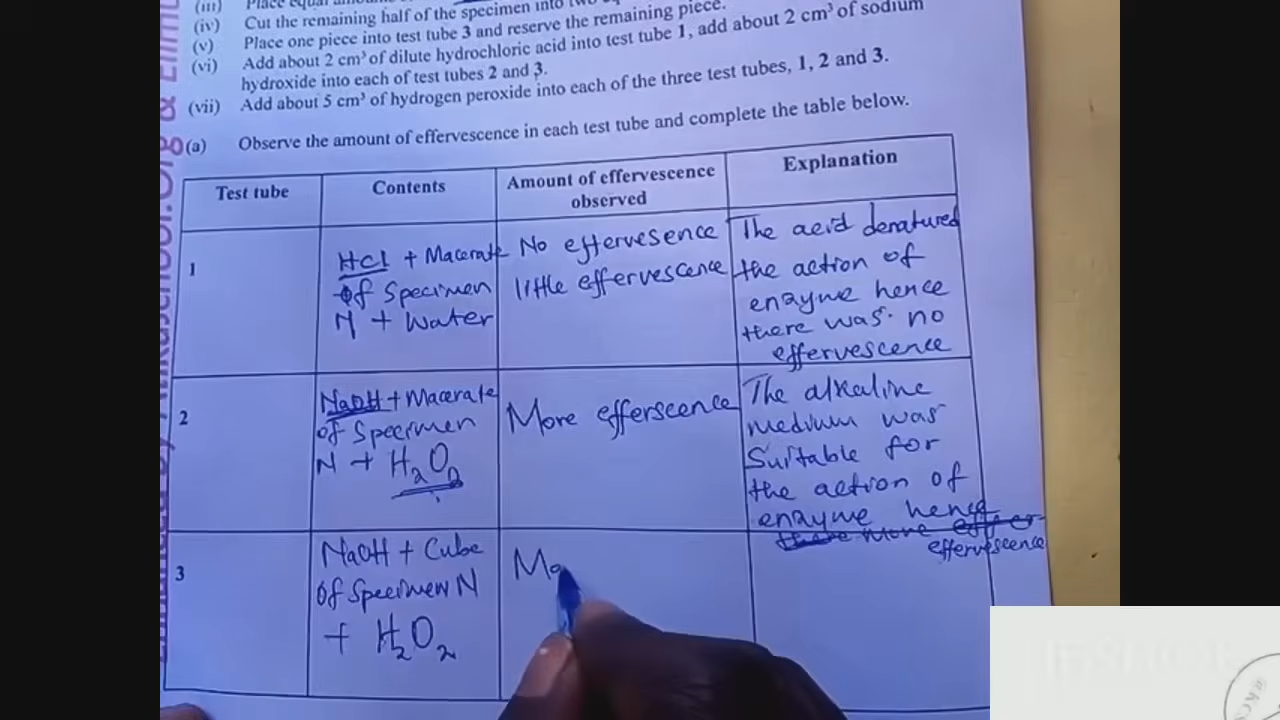 (iii) Place equal
(iv) Cut the remaining half of the specimen into two
(v) Place one piece into test tube 3 and reserve the remaining piece.
(vi) Add about 2 cm³ of dilute hydrochloric acid into test tube 1, add about 2 cm³ of sodium
hydroxide into each of test tubes 2 and 3.
(vii) Add about 5 cm³ of hydrogen peroxide into each of the three test tubes, 1, 2 and 3.
(a) Observe the amount of effervescence in each test tube and complete the table below.
Test tube
Contents
Amount of effervescence
observed
Explanation
1
HCl + Macerate
of Specimen
N + Water
No effervesence
little effervescence
The acid denatured
the action of
enzyme hence
there was no
effervescence
2
NaOH + Macerate
of Specimen
N + H₂O₂
More efferscence
The alkaline
medium was
Suitable for
the action of
enzyme hence
there more effer-
effervescence
3
NaOH + Cube
of Specimen N
+ H₂O₂
Mo